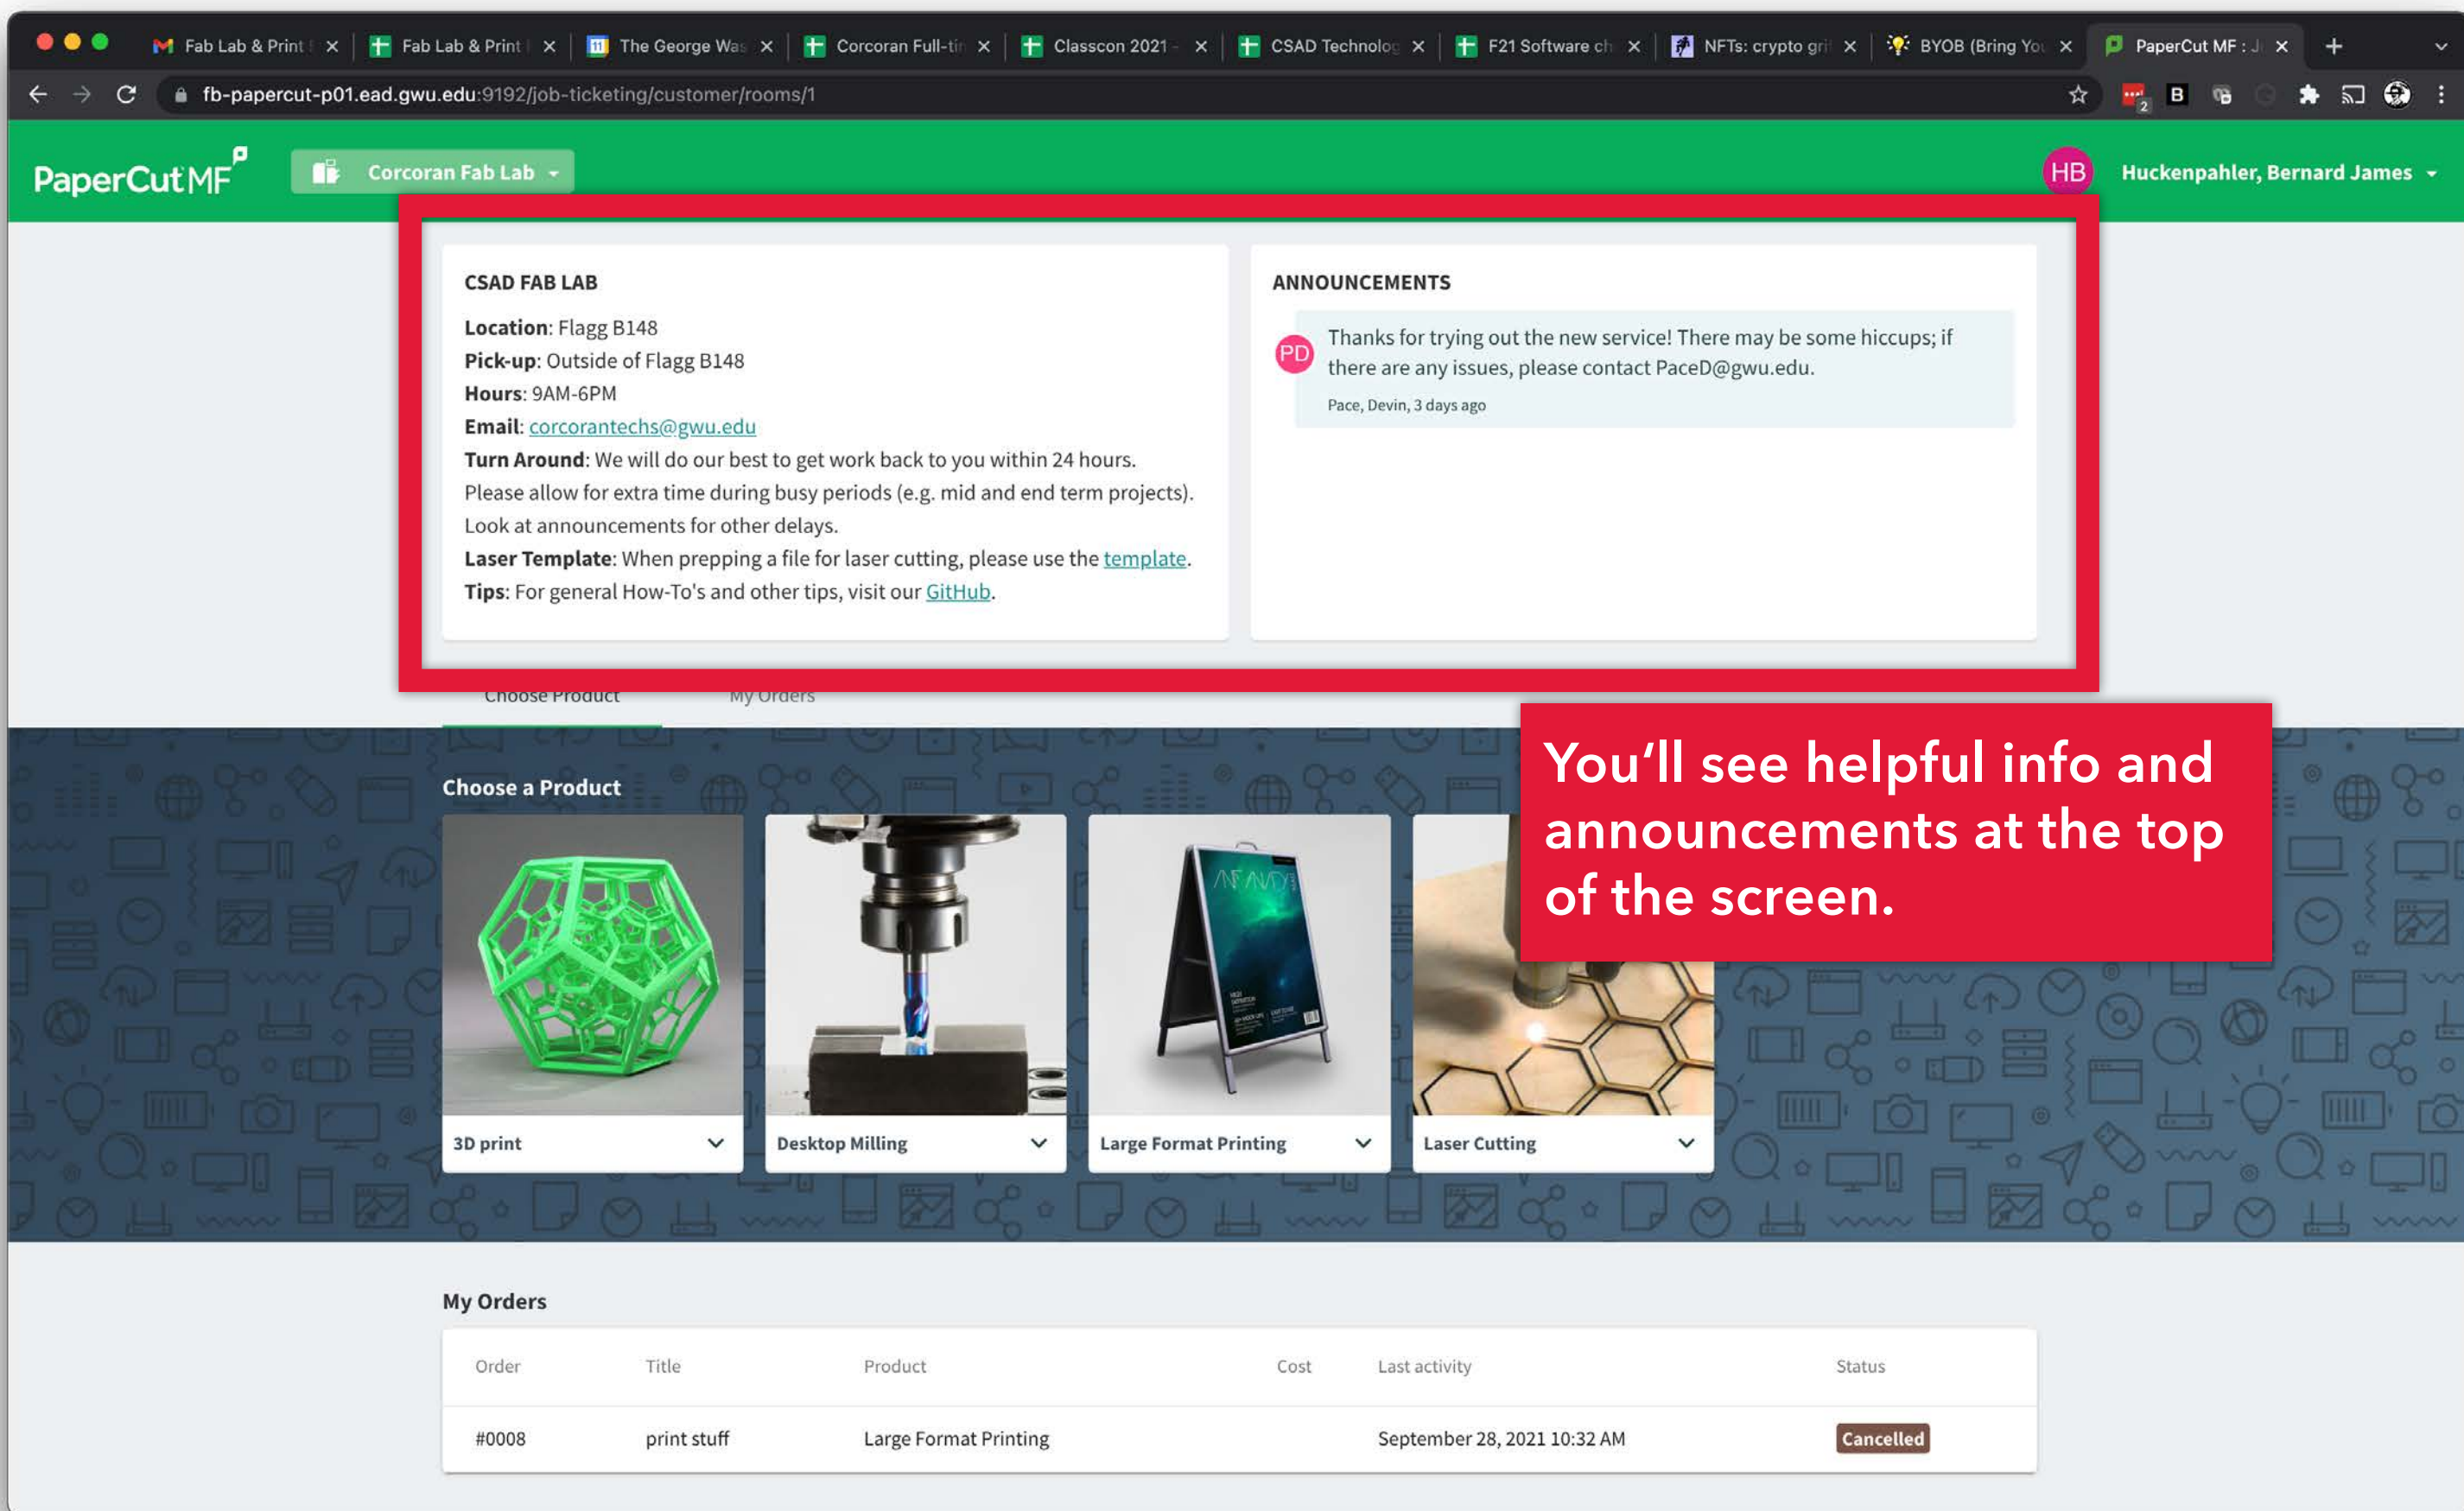 Fab Lab & Print
Fab Lab & Print
The George Was
Corcoran Full-tim
Classcon 2021 -
CSAD Technolog
F21 Software ch
NFTs: crypto gri
BYOB (Bring You
PaperCut MF : J
fb-papercut-p01.ead.gwu.edu:9192/job-ticketing/customer/rooms/1
2
B
PaperCut MF
Corcoran Fab Lab
HB
Huckenpahler, Bernard James
CSAD FAB LAB
Location: Flagg B148
Pick-up: Outside of Flagg B148
Hours: 9AM-6PM
Email: corcorantechs@gwu.edu
Turn Around: We will do our best to get work back to you within 24 hours.
Please allow for extra time during busy periods (e.g. mid and end term projects).
Look at announcements for other delays.
Laser Template: When prepping a file for laser cutting, please use the template.
Tips: For general How-To's and other tips, visit our GitHub.
ANNOUNCEMENTS
PD
Thanks for trying out the new service! There may be some hiccups; if
there are any issues, please contact PaceD@gwu.edu.
Pace, Devin, 3 days ago
Choose Product
My Orders
You’ll see helpful info and
announcements at the top
of the screen.
Choose a Product
INFINITY
3D print
Desktop Milling
Large Format Printing
Laser Cutting
My Orders
Order Title Product Cost Last activity Status
#0008 print stuff Large Format Printing September 28, 2021 10:32 AM Cancelled